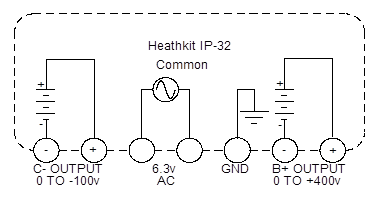 Heathkit IP-32
Common
+ +
- + - +
C- OUTPUT 6.3v GND B+ OUTPUT
0 TO -100v AC 0 TO +400v